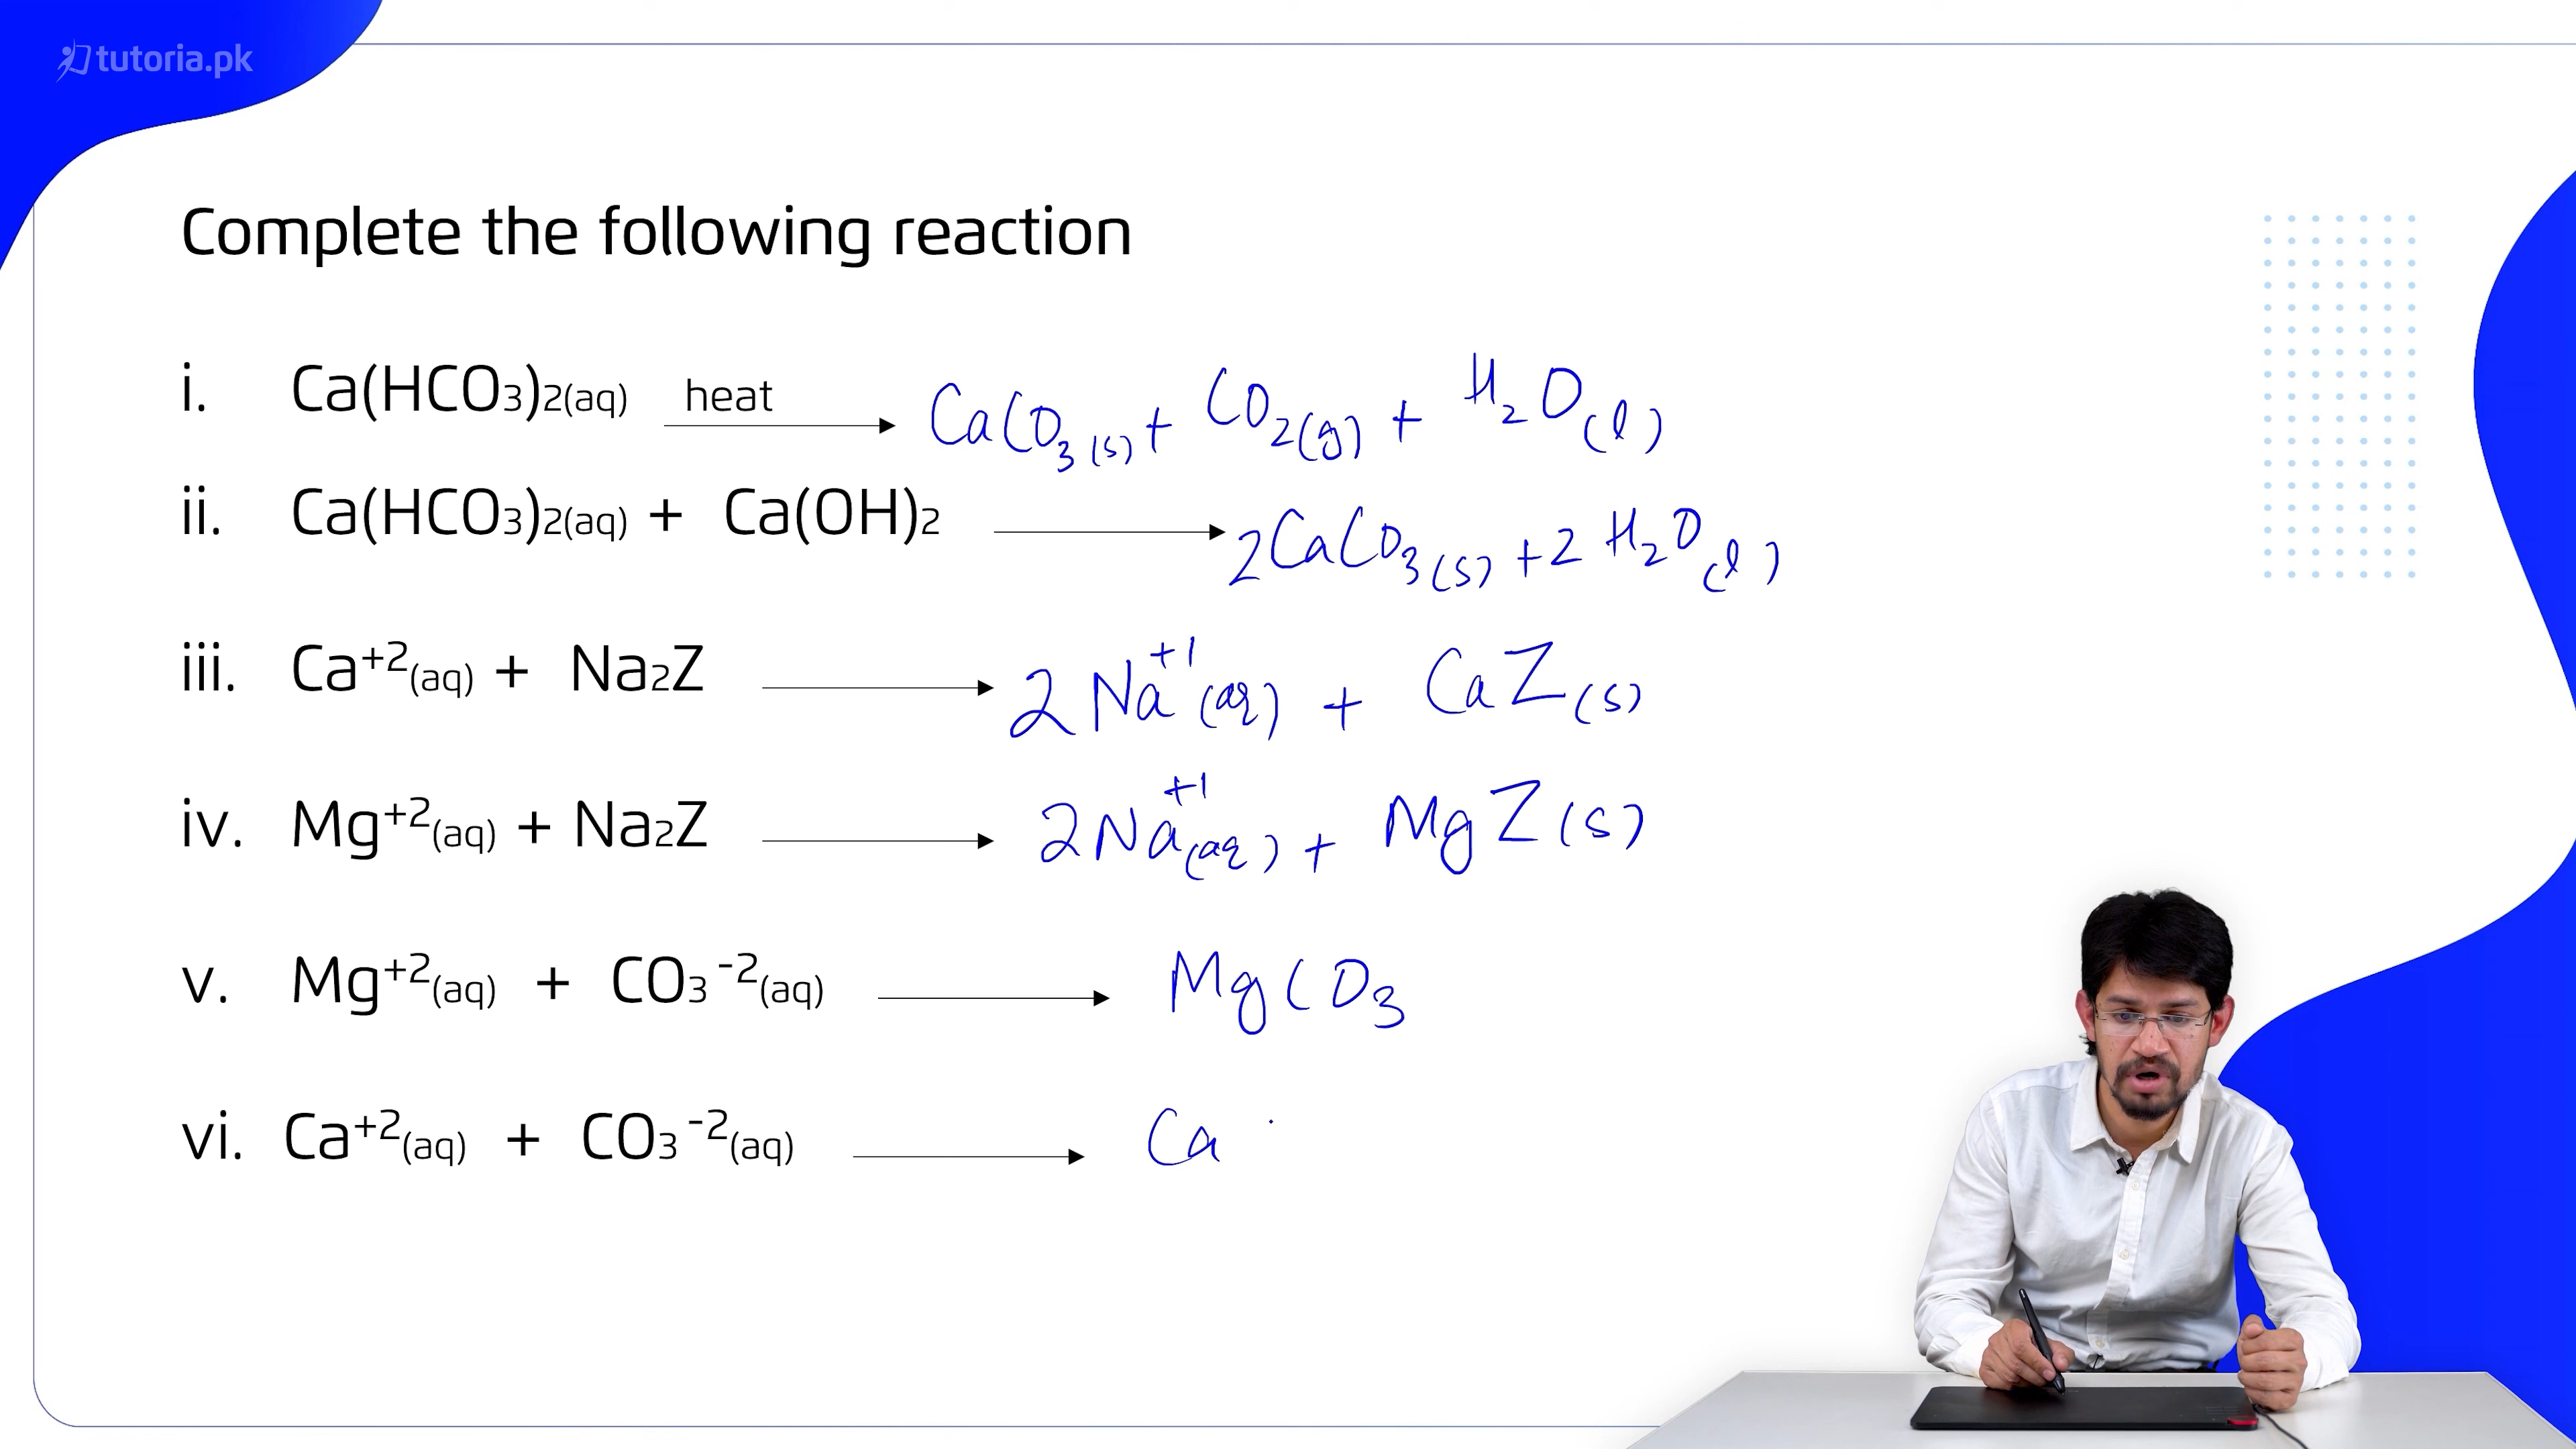 tutoria.pk
Complete the following reaction
i. Ca(HCO₃)₂(aq) heat ⟶ CaCO₃(s) + CO₂(g) + H₂O(l)
ii. Ca(HCO₃)₂(aq) + Ca(OH)₂ ⟶ 2CaCO₃(s) + 2H₂O(l)
iii. Ca⁺²(aq) + Na₂Z ⟶ 2Na⁺¹(aq) + CaZ(s)
iv. Mg⁺²(aq) + Na₂Z ⟶ 2Na⁺¹(aq) + MgZ(s)
v. Mg⁺²(aq) + CO₃⁻²(aq) ⟶ MgCO₃
vi. Ca⁺²(aq) + CO₃⁻²(aq) ⟶ Ca